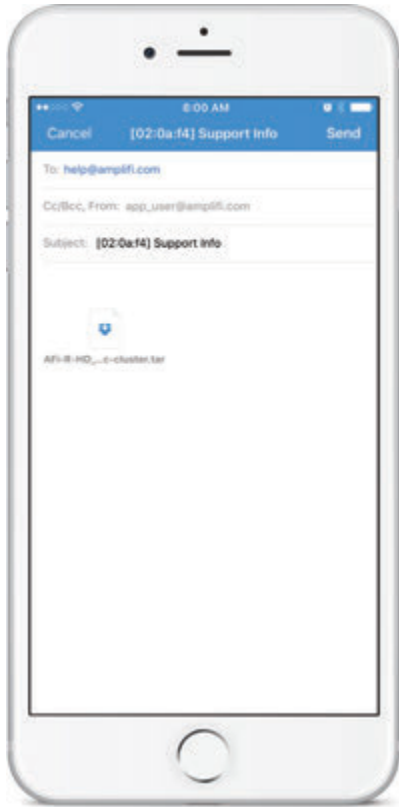 8:00 AM
Cancel [02:0a:f4] Support Info Send
To: help@amplifi.com
Cc/Bcc, From: app_user@amplifi.com
Subject: [02:0a:f4] Support Info
AFi-R-HD_...c-cluster.tar